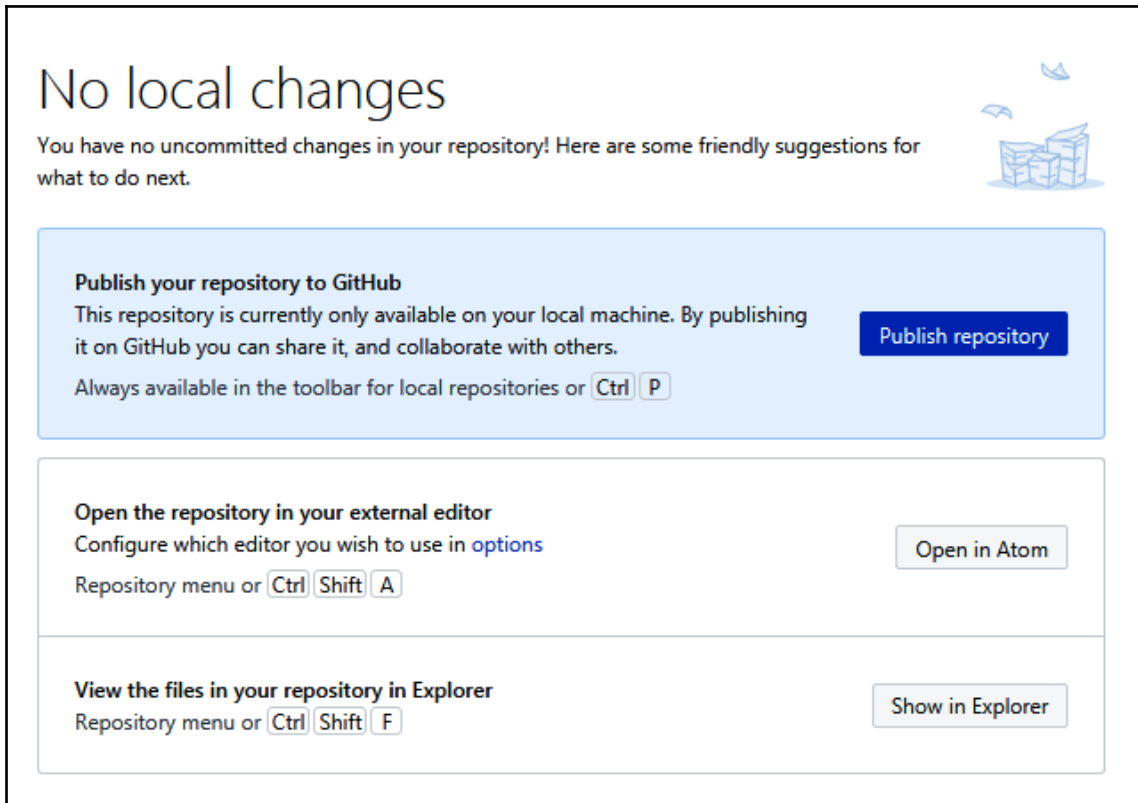 No local changes
You have no uncommitted changes in your repository! Here are some friendly suggestions for
what to do next.
Publish your repository to GitHub
This repository is currently only available on your local machine. By publishing
it on GitHub you can share it, and collaborate with others.
Publish repository
Always available in the toolbar for local repositories or Ctrl P
Open the repository in your external editor
Configure which editor you wish to use in options
Open in Atom
Repository menu or Ctrl Shift A
View the files in your repository in Explorer
Repository menu or Ctrl Shift F
Show in Explorer